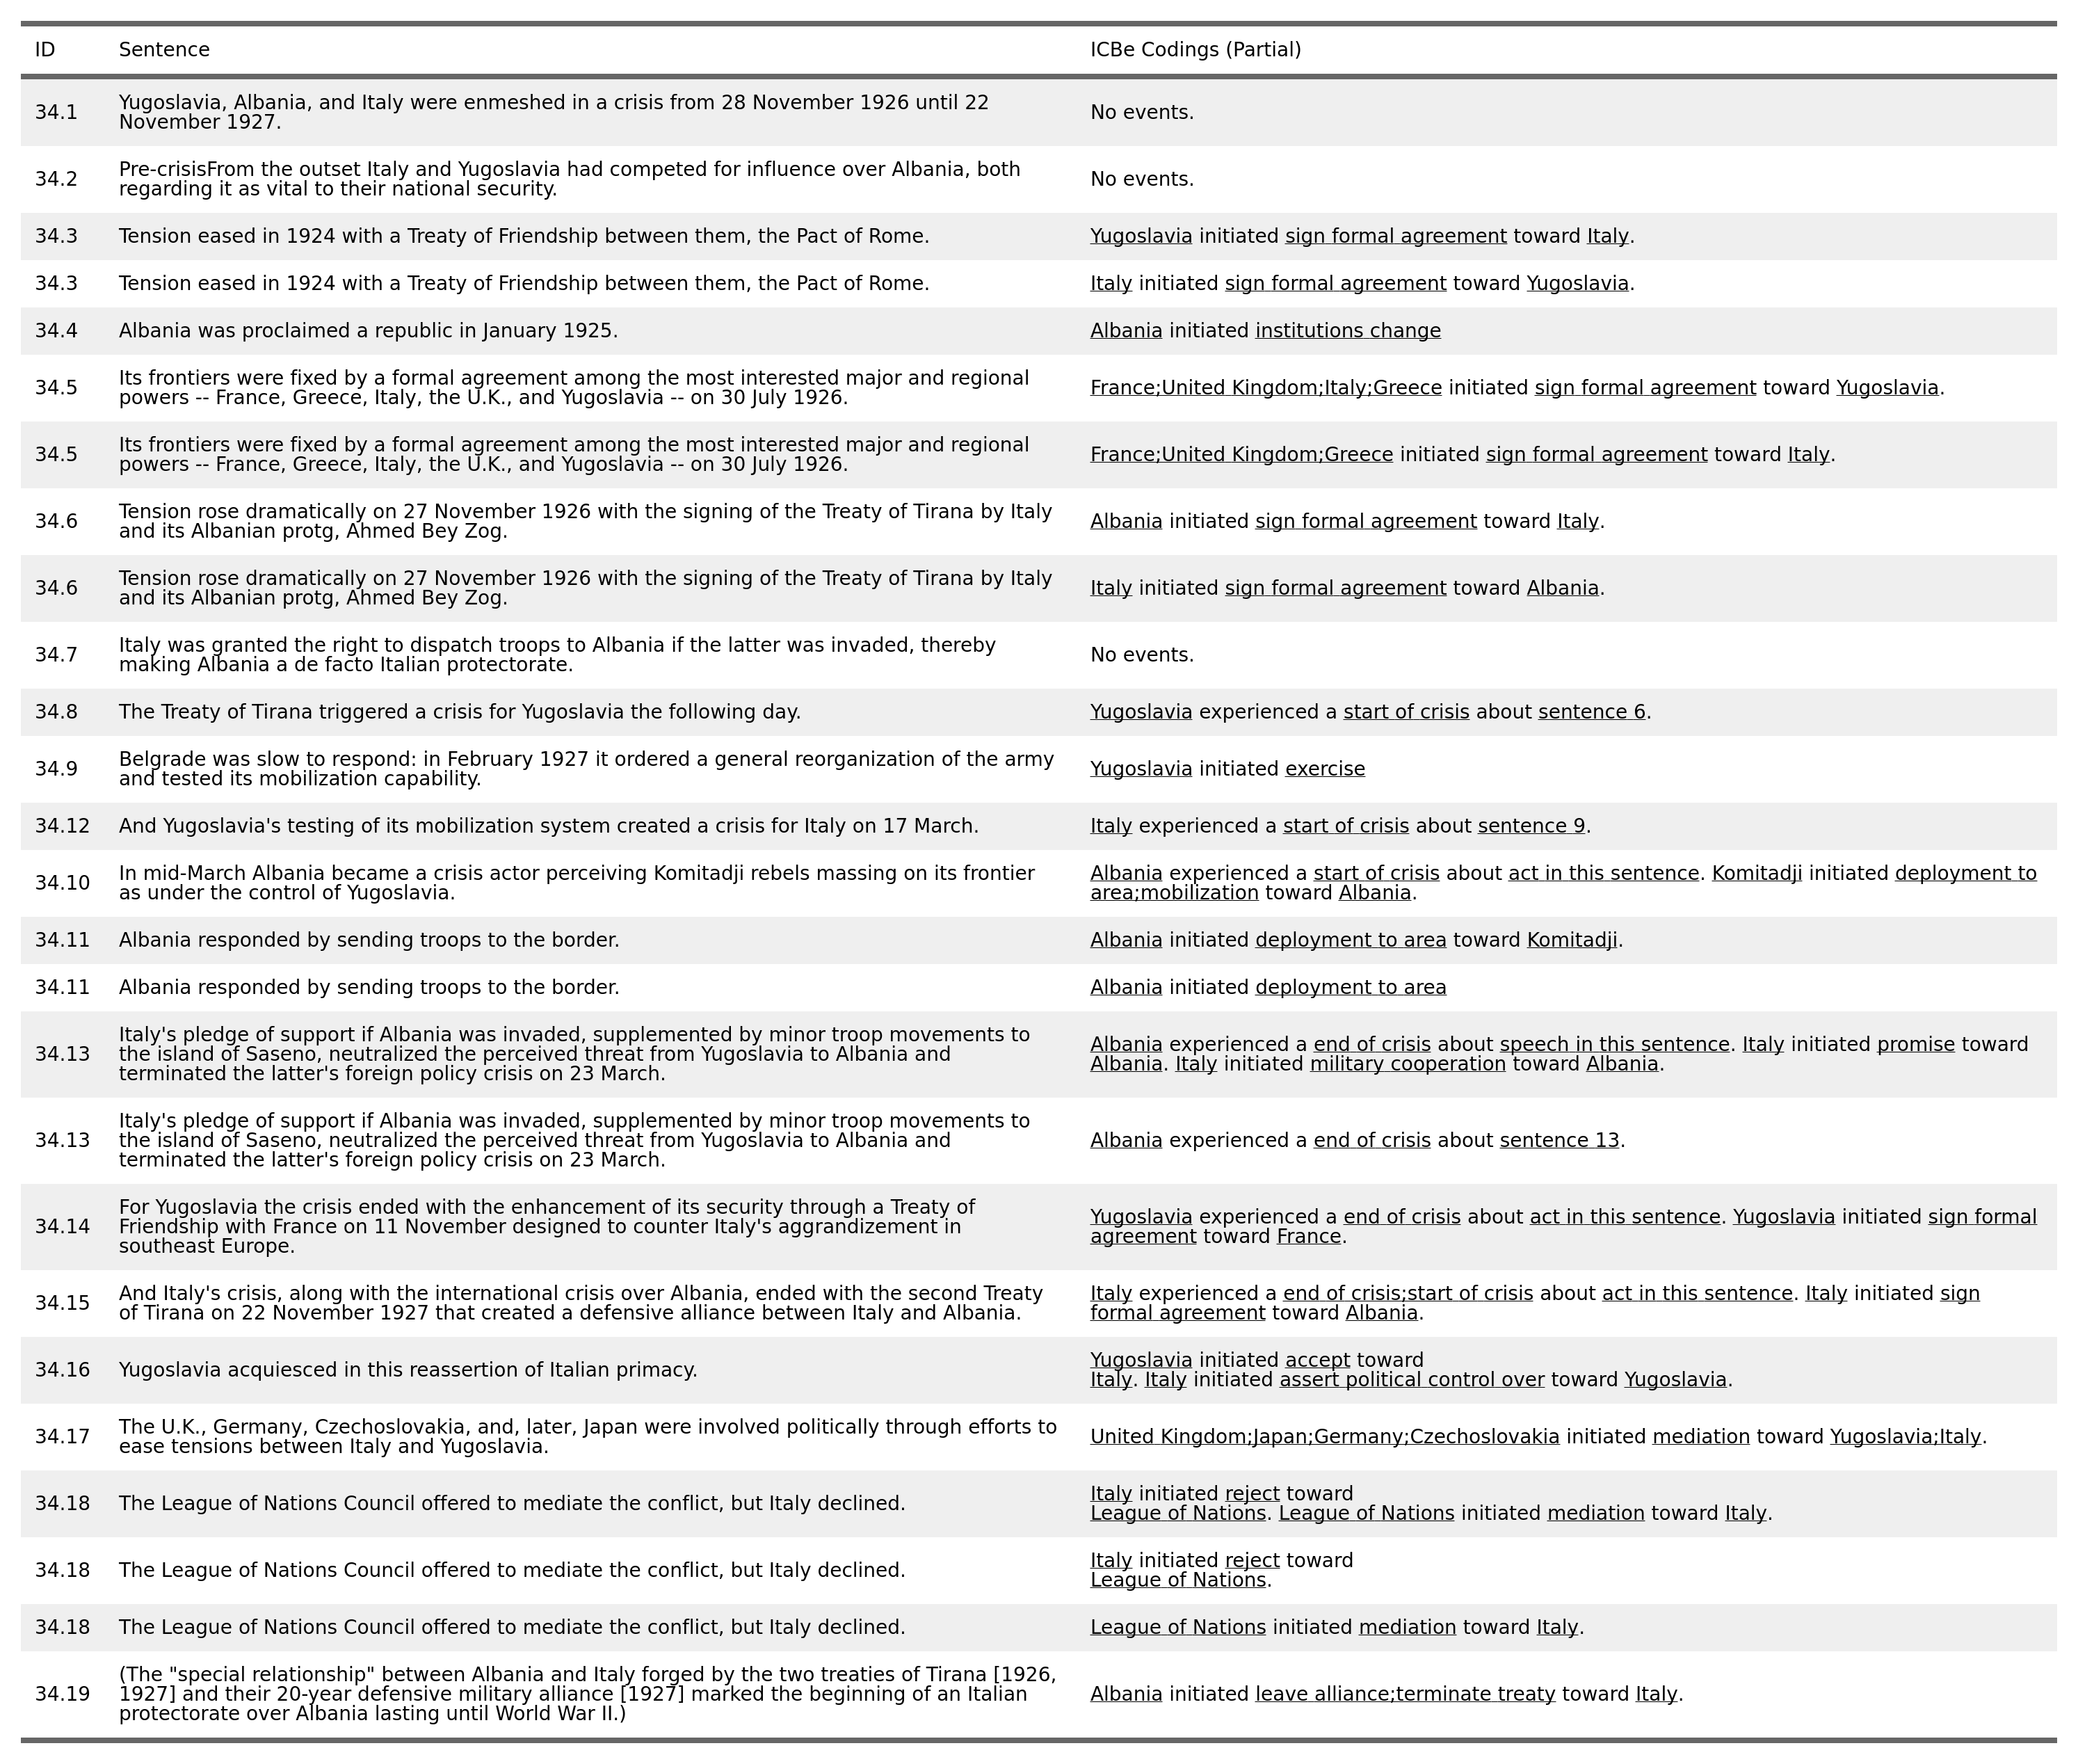 ID Sentence ICBe Codings (Partial)
34.1 Yugoslavia, Albania, and Italy were enmeshed in a crisis from 28 November 1926 until 22
November 1927.
No events.
34.2 Pre-crisisFrom the outset Italy and Yugoslavia had competed for influence over Albania, both
regarding it as vital to their national security.
No events.
34.3 Tension eased in 1924 with a Treaty of Friendship between them, the Pact of Rome.
Yugoslavia initiated sign formal agreement toward Italy.
34.3 Tension eased in 1924 with a Treaty of Friendship between them, the Pact of Rome.
Italy initiated sign formal agreement toward Yugoslavia.
34.4 Albania was proclaimed a republic in January 1925.
Albania initiated institutions change
34.5 Its frontiers were fixed by a formal agreement among the most interested major and regional
powers -- France, Greece, Italy, the U.K., and Yugoslavia -- on 30 July 1926.
France;United Kingdom;Italy;Greece initiated sign formal agreement toward Yugoslavia.
34.5 Its frontiers were fixed by a formal agreement among the most interested major and regional
powers -- France, Greece, Italy, the U.K., and Yugoslavia -- on 30 July 1926.
France;United Kingdom;Greece initiated sign formal agreement toward Italy.
34.6 Tension rose dramatically on 27 November 1926 with the signing of the Treaty of Tirana by Italy
and its Albanian protg, Ahmed Bey Zog.
Albania initiated sign formal agreement toward Italy.
34.6 Tension rose dramatically on 27 November 1926 with the signing of the Treaty of Tirana by Italy
and its Albanian protg, Ahmed Bey Zog.
Italy initiated sign formal agreement toward Albania.
34.7 Italy was granted the right to dispatch troops to Albania if the latter was invaded, thereby
making Albania a de facto Italian protectorate.
No events.
34.8 The Treaty of Tirana triggered a crisis for Yugoslavia the following day.
Yugoslavia experienced a start of crisis about sentence 6.
34.9 Belgrade was slow to respond: in February 1927 it ordered a general reorganization of the army
and tested its mobilization capability.
Yugoslavia initiated exercise
34.12 And Yugoslavia's testing of its mobilization system created a crisis for Italy on 17 March.
Italy experienced a start of crisis about sentence 9.
34.10 In mid-March Albania became a crisis actor perceiving Komitadji rebels massing on its frontier
as under the control of Yugoslavia.
Albania experienced a start of crisis about act in this sentence. Komitadji initiated deployment to
area;mobilization toward Albania.
34.11 Albania responded by sending troops to the border.
Albania initiated deployment to area toward Komitadji.
34.11 Albania responded by sending troops to the border.
Albania initiated deployment to area
34.13 Italy's pledge of support if Albania was invaded, supplemented by minor troop movements to
the island of Saseno, neutralized the perceived threat from Yugoslavia to Albania and
terminated the latter's foreign policy crisis on 23 March.
Albania experienced a end of crisis about speech in this sentence. Italy initiated promise toward
Albania. Italy initiated military cooperation toward Albania.
34.13 Italy's pledge of support if Albania was invaded, supplemented by minor troop movements to
the island of Saseno, neutralized the perceived threat from Yugoslavia to Albania and
terminated the latter's foreign policy crisis on 23 March.
Albania experienced a end of crisis about sentence 13.
34.14 For Yugoslavia the crisis ended with the enhancement of its security through a Treaty of
Friendship with France on 11 November designed to counter Italy's aggrandizement in
southeast Europe.
Yugoslavia experienced a end of crisis about act in this sentence. Yugoslavia initiated sign formal
agreement toward France.
34.15 And Italy's crisis, along with the international crisis over Albania, ended with the second Treaty
of Tirana on 22 November 1927 that created a defensive alliance between Italy and Albania.
Italy experienced a end of crisis;start of crisis about act in this sentence. Italy initiated sign
formal agreement toward Albania.
34.16 Yugoslavia acquiesced in this reassertion of Italian primacy.
Yugoslavia initiated accept toward
Italy. Italy initiated assert political control over toward Yugoslavia.
34.17 The U.K., Germany, Czechoslovakia, and, later, Japan were involved politically through efforts to
ease tensions between Italy and Yugoslavia.
United Kingdom;Japan;Germany;Czechoslovakia initiated mediation toward Yugoslavia;Italy.
34.18 The League of Nations Council offered to mediate the conflict, but Italy declined.
Italy initiated reject toward
League of Nations. League of Nations initiated mediation toward Italy.
34.18 The League of Nations Council offered to mediate the conflict, but Italy declined.
Italy initiated reject toward
League of Nations.
34.18 The League of Nations Council offered to mediate the conflict, but Italy declined.
League of Nations initiated mediation toward Italy.
34.19 (The "special relationship" between Albania and Italy forged by the two treaties of Tirana [1926,
1927] and their 20-year defensive military alliance [1927] marked the beginning of an Italian
protectorate over Albania lasting until World War II.)
Albania initiated leave alliance;terminate treaty toward Italy.